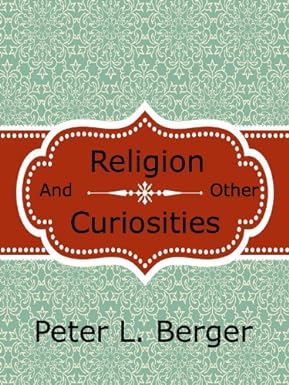 Religion
And Other
Curiosities
Peter L. Berger